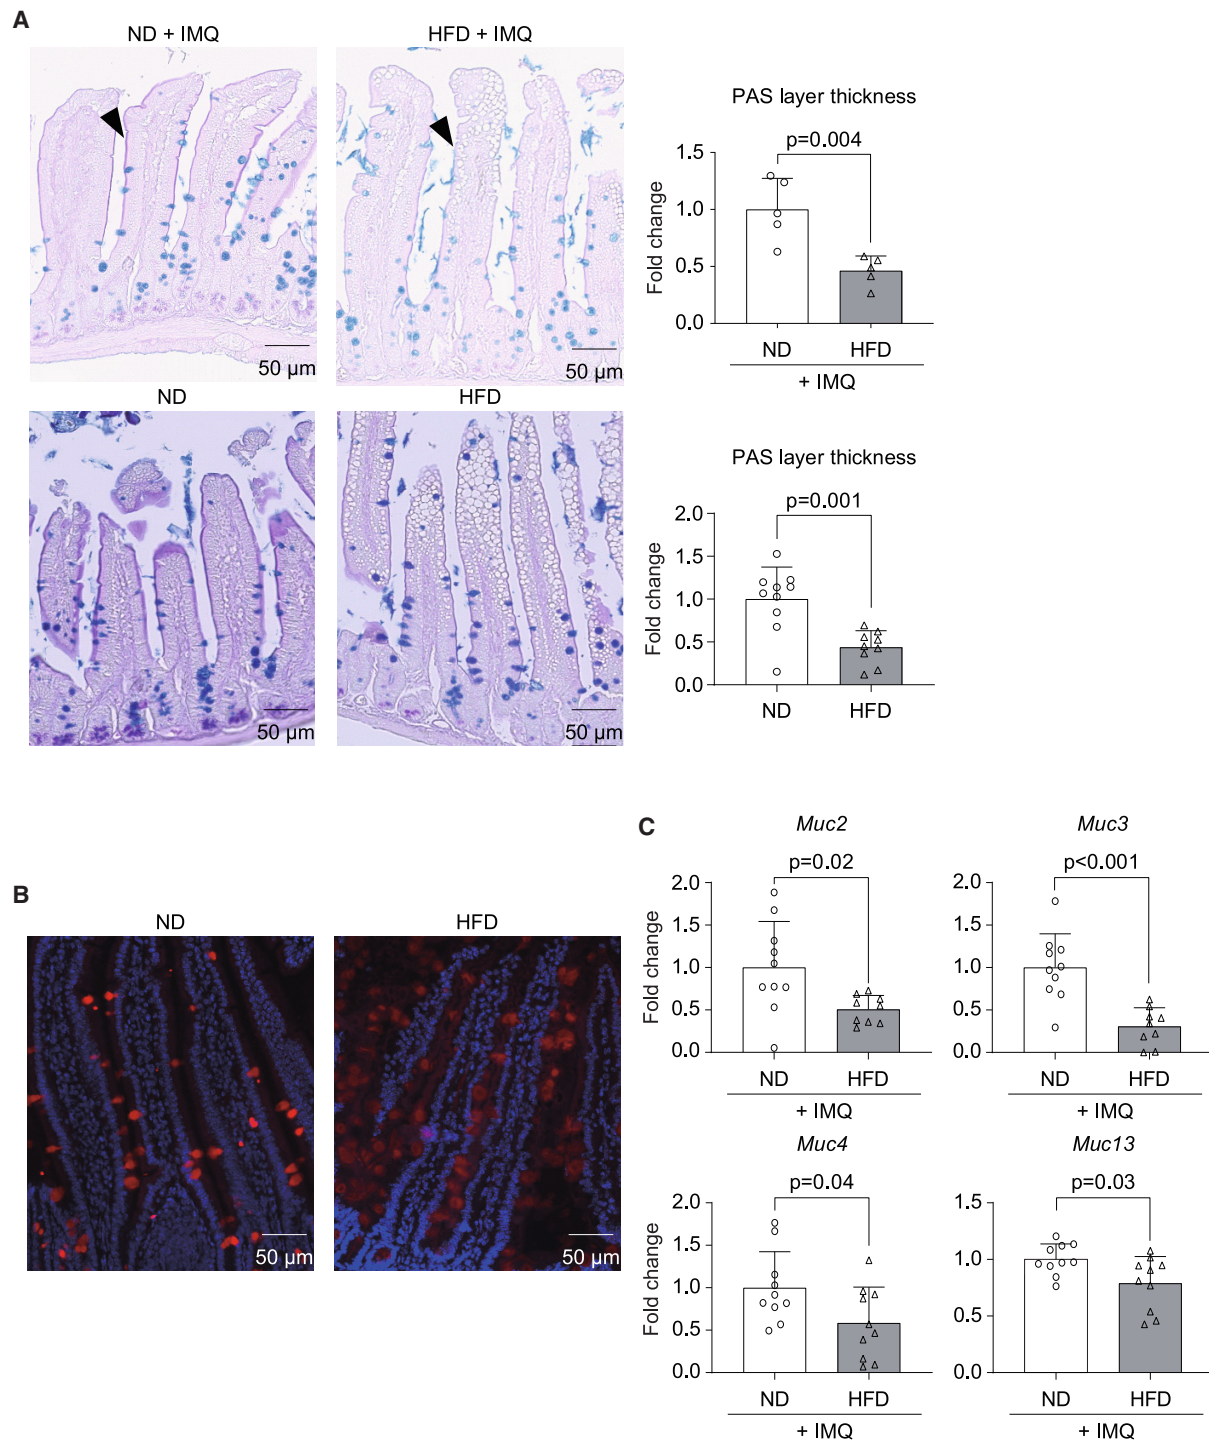 A
ND + IMQ
HFD + IMQ
50 µm
50 µm
PAS layer thickness
p=0.004
Fold change
1.5
1.0
0.5
0.0
ND
HFD
+ IMQ
ND
HFD
50 µm
50 µm
PAS layer thickness
p=0.001
Fold change
2.0
1.5
1.0
0.5
0.0
ND
HFD
B
ND
HFD
50 µm
50 µm
C
Muc2
p=0.02
Fold change
2.0
1.5
1.0
0.5
0.0
ND
HFD
+ IMQ
Muc3
p<0.001
2.0
1.5
1.0
0.5
0.0
ND
HFD
+ IMQ
Muc4
p=0.04
Fold change
2.0
1.5
1.0
0.5
0.0
ND
HFD
+ IMQ
Muc13
p=0.03
1.5
1.0
0.5
0.0
ND
HFD
+ IMQ